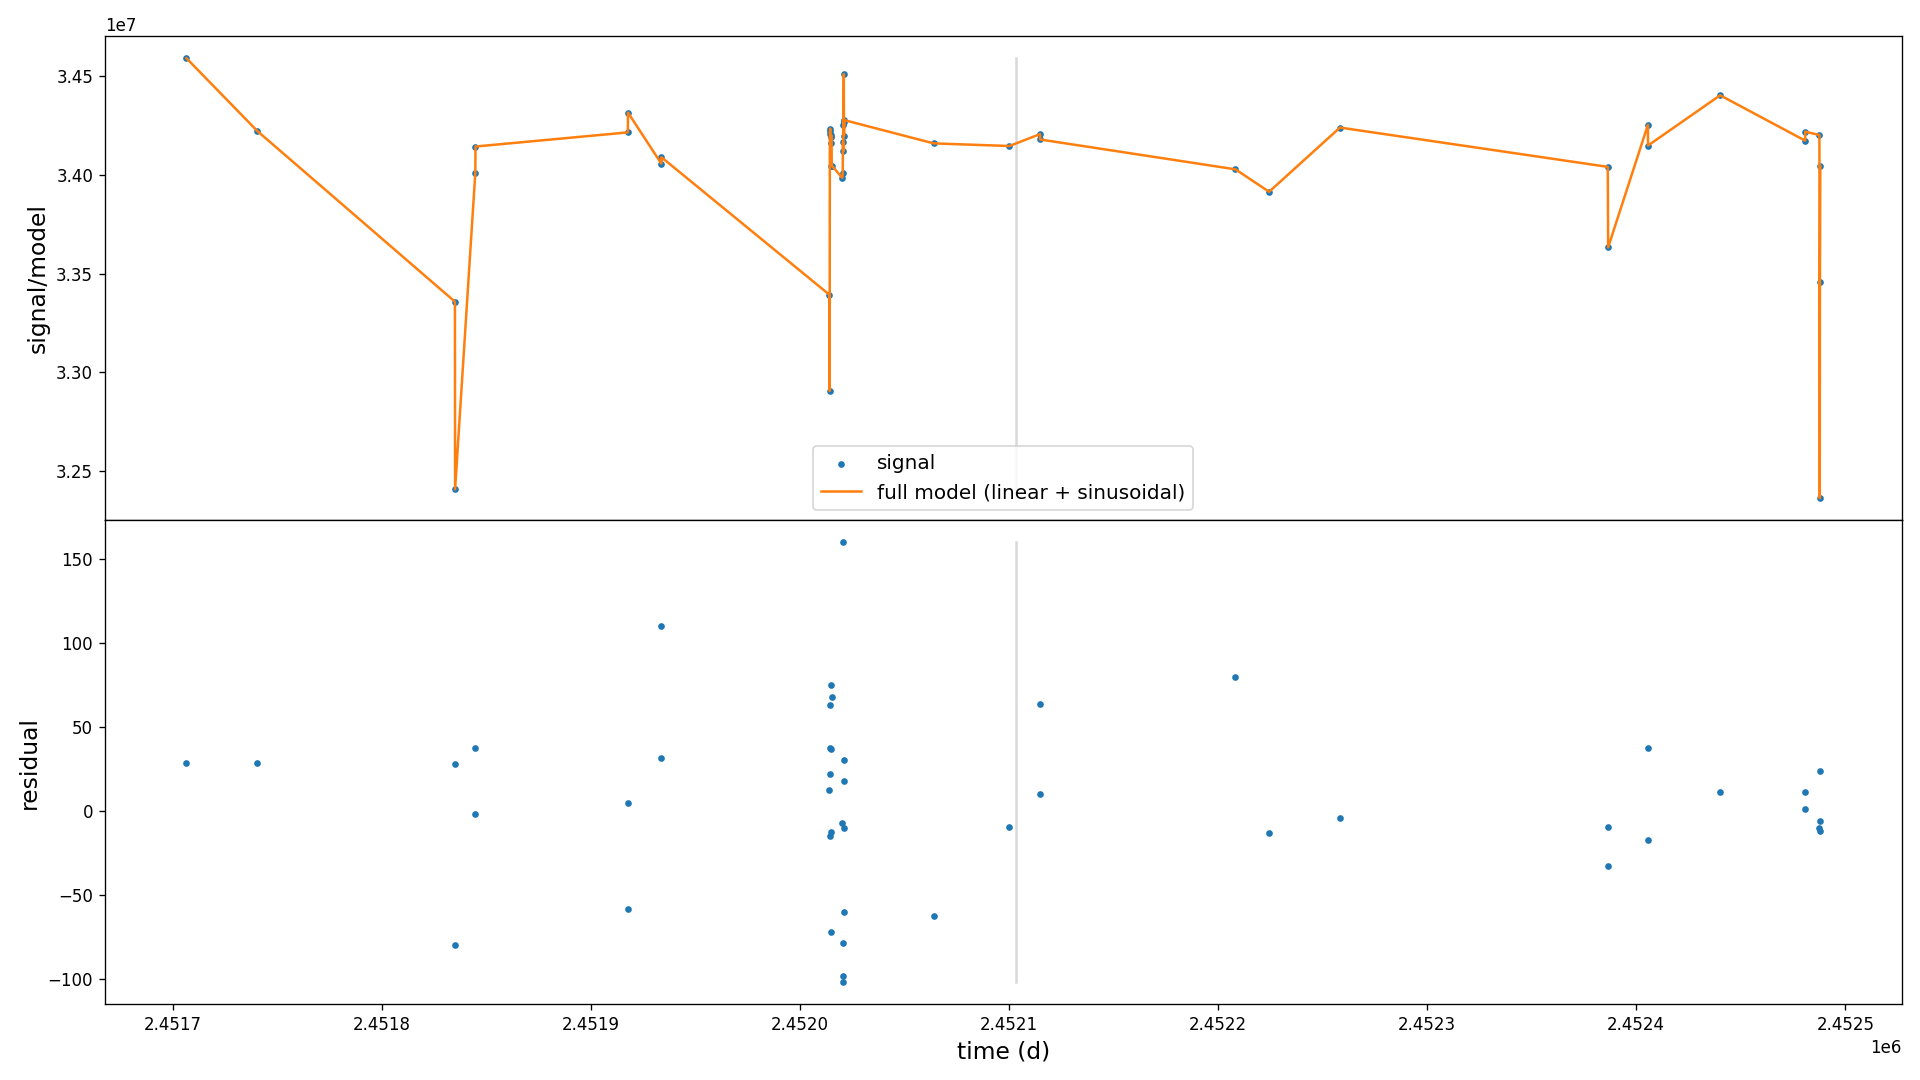 1e7
3.45
3.40
3.35
3.30
3.25
signal/model
signal
full model (linear + sinusoidal)
150
100
50
0
−50
−100
residual
2.4517 2.4518 2.4519 2.4520 2.4521 2.4522 2.4523 2.4524 2.4525
1e6
time (d)